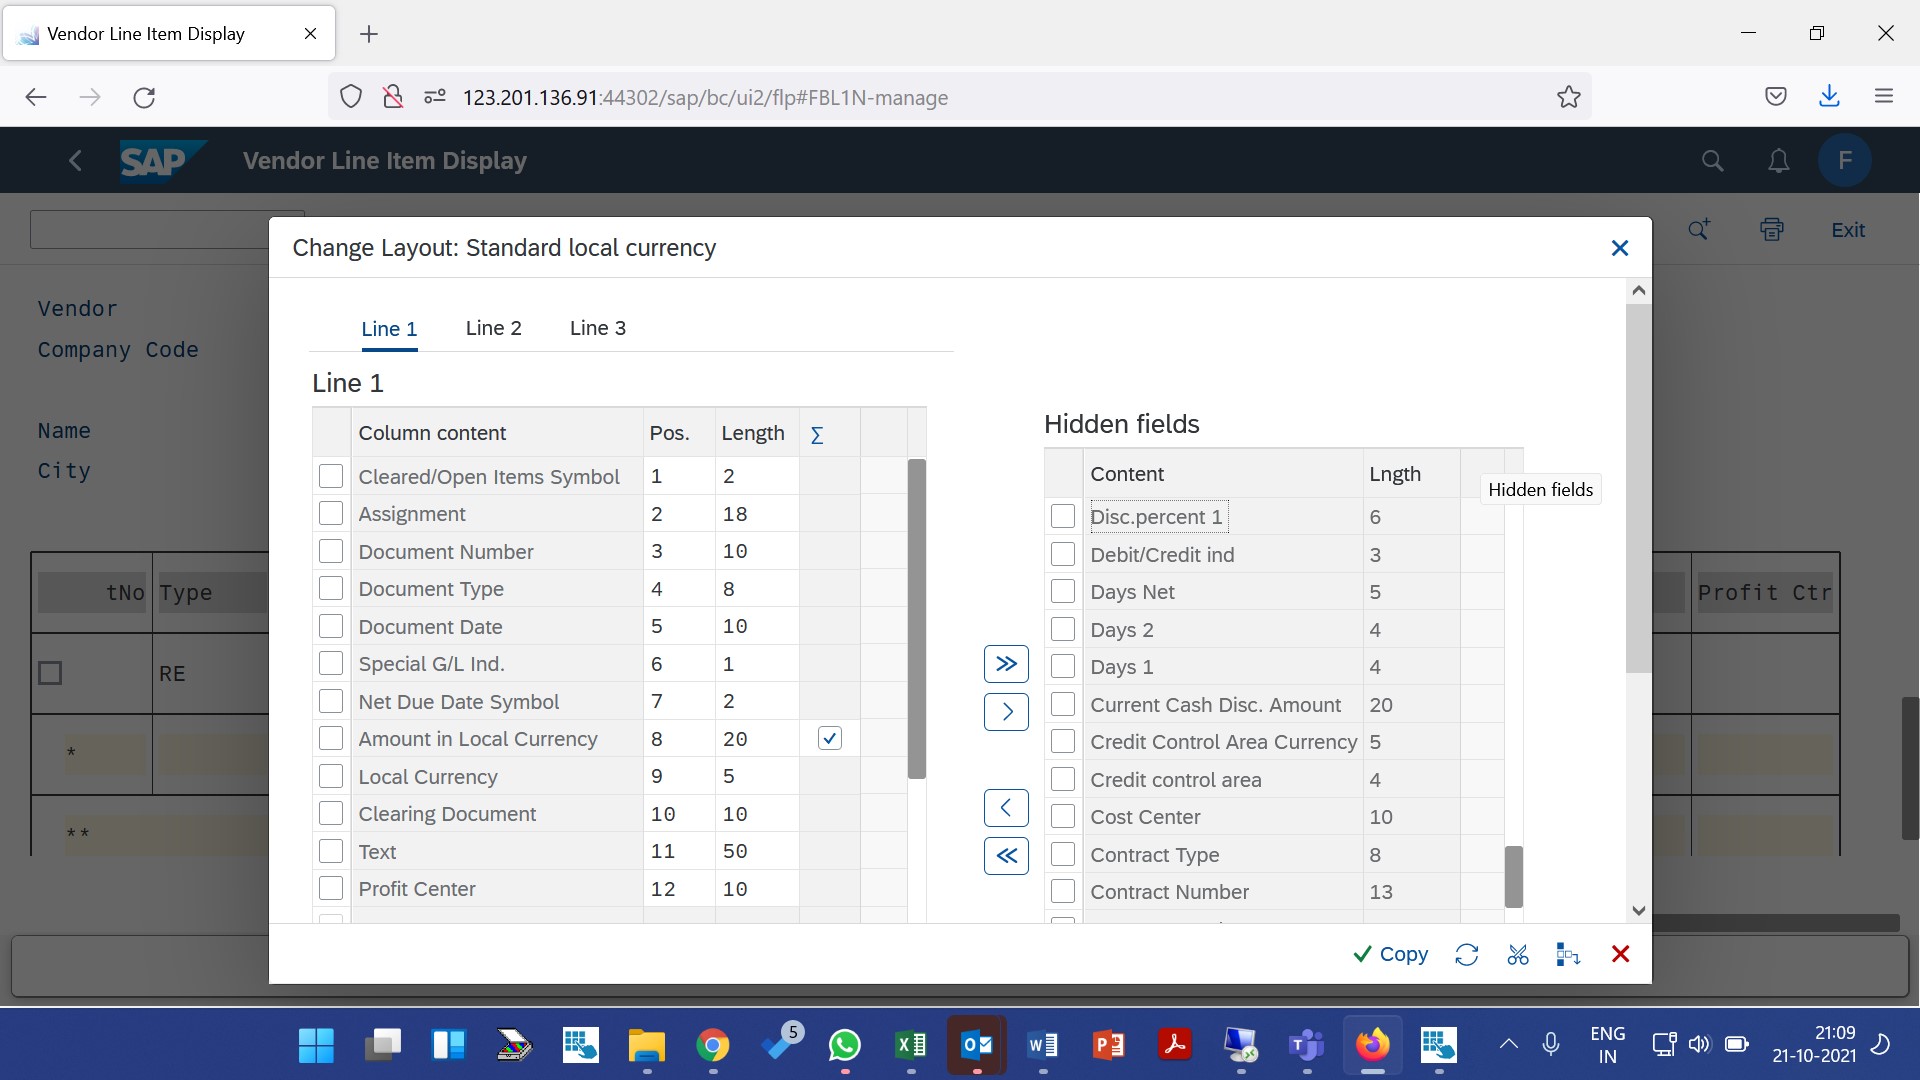 Vendor Line Item Display
123.201.136.91:44302/sap/bc/ui2/flp#FBL1N-manage
SAP Vendor Line Item Display F
Exit
Vendor
Company Code
Name
City
tNo Type Profit Ctr
RE
*
**
Change Layout: Standard local currency
Line 1 Line 2 Line 3
Line 1
Column content Pos. Length Σ
Cleared/Open Items Symbol 1 2
Assignment 2 18
Document Number 3 10
Document Type 4 8
Document Date 5 10
Special G/L Ind. 6 1
Net Due Date Symbol 7 2
Amount in Local Currency 8 20
Local Currency 9 5
Clearing Document 10 10
Text 11 50
Profit Center 12 10
Hidden fields
Content Lngth
Hidden fields
Disc.percent 1 6
Debit/Credit ind 3
Days Net 5
Days 2 4
Days 1 4
Current Cash Disc. Amount 20
Credit Control Area Currency 5
Credit control area 4
Cost Center 10
Contract Type 8
Contract Number 13
Copy
5
ENG
IN
21:09
21-10-2021